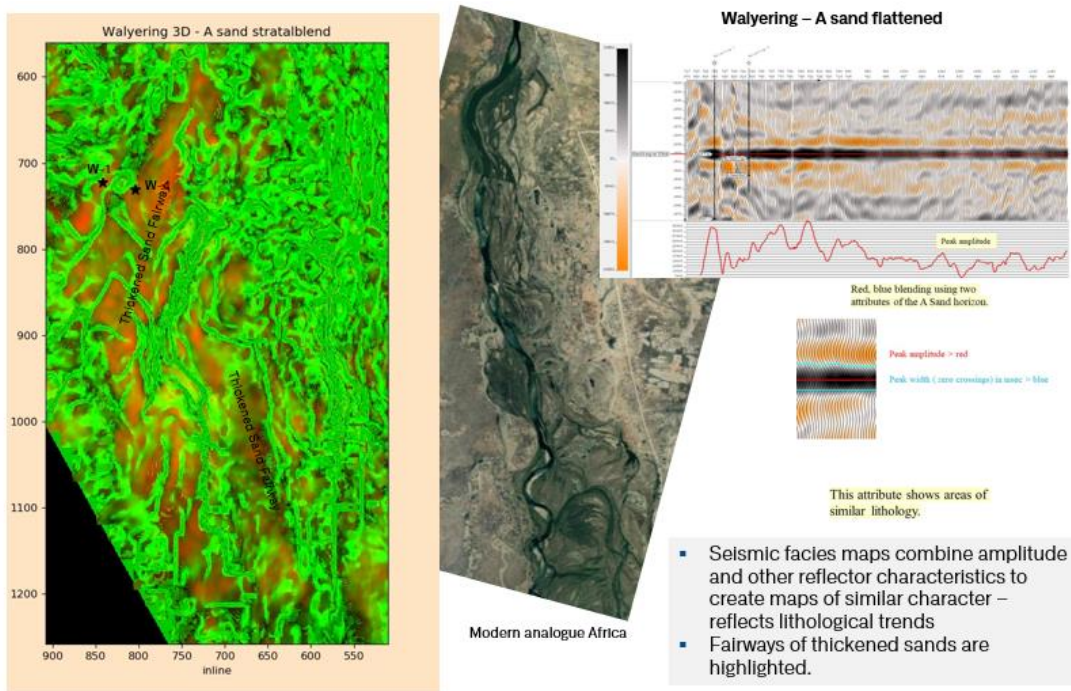 Walyering 3D - A sand stratalblend
600
700
800
900
1000
1100
1200
W-1
W
Thickened Sand Fairway
Thickened Sand Fairway
900
850
800
750
700
650
600
550
inline
Modern analogue Africa
Walyering – A sand flattened
Peak amplitude
Red, blue blending using two
attributes of the A Sand horizon.
Peak amplitude > red
Peak width ( zero crossings) in msec > blue
This attribute shows areas of
similar lithology.
▪ Seismic facies maps combine amplitude
and other reflector characteristics to
create maps of similar character –
reflects lithological trends
▪ Fairways of thickened sands are
highlighted.